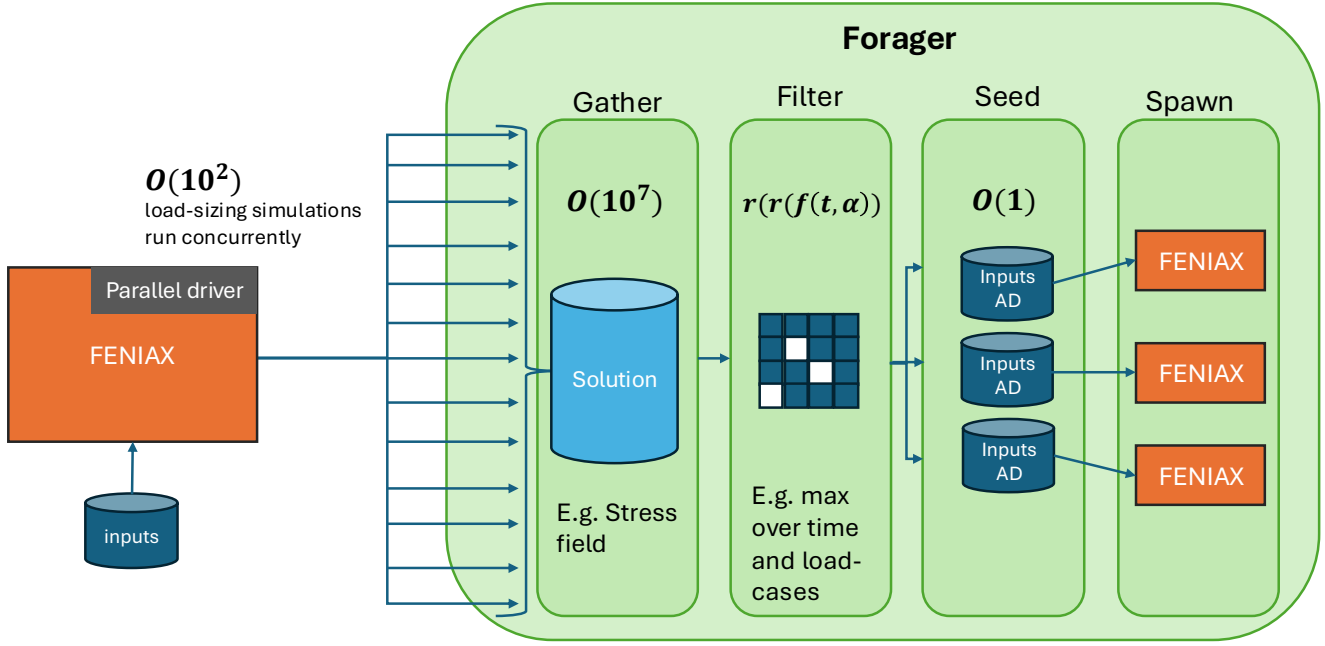 Forager
Gather
Filter
Seed
Spawn
O(10²)
load-sizing simulations
run concurrently
O(10⁷)
r(r(f(t, α))
O(1)
Parallel driver
FENIAX
inputs
Solution
E.g. Stress
field
E.g. max
over time
and load-
cases
Inputs
AD
Inputs
AD
Inputs
AD
FENIAX
FENIAX
FENIAX